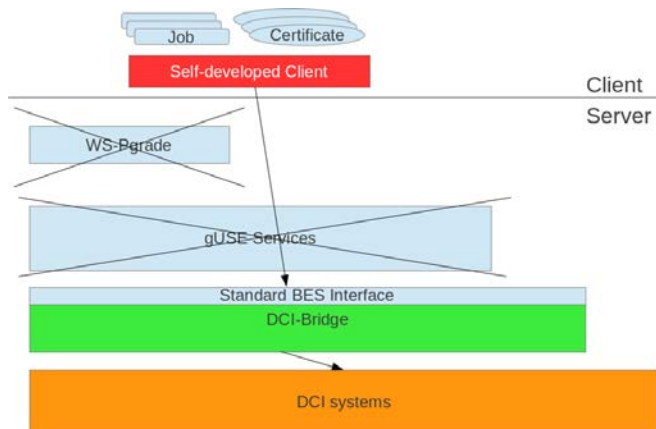 Job
Certificate
Self-developed Client
Client
Server
WS-Pgrade
gUSE-Services
Standard BES Interface
DCI-Bridge
DCI systems